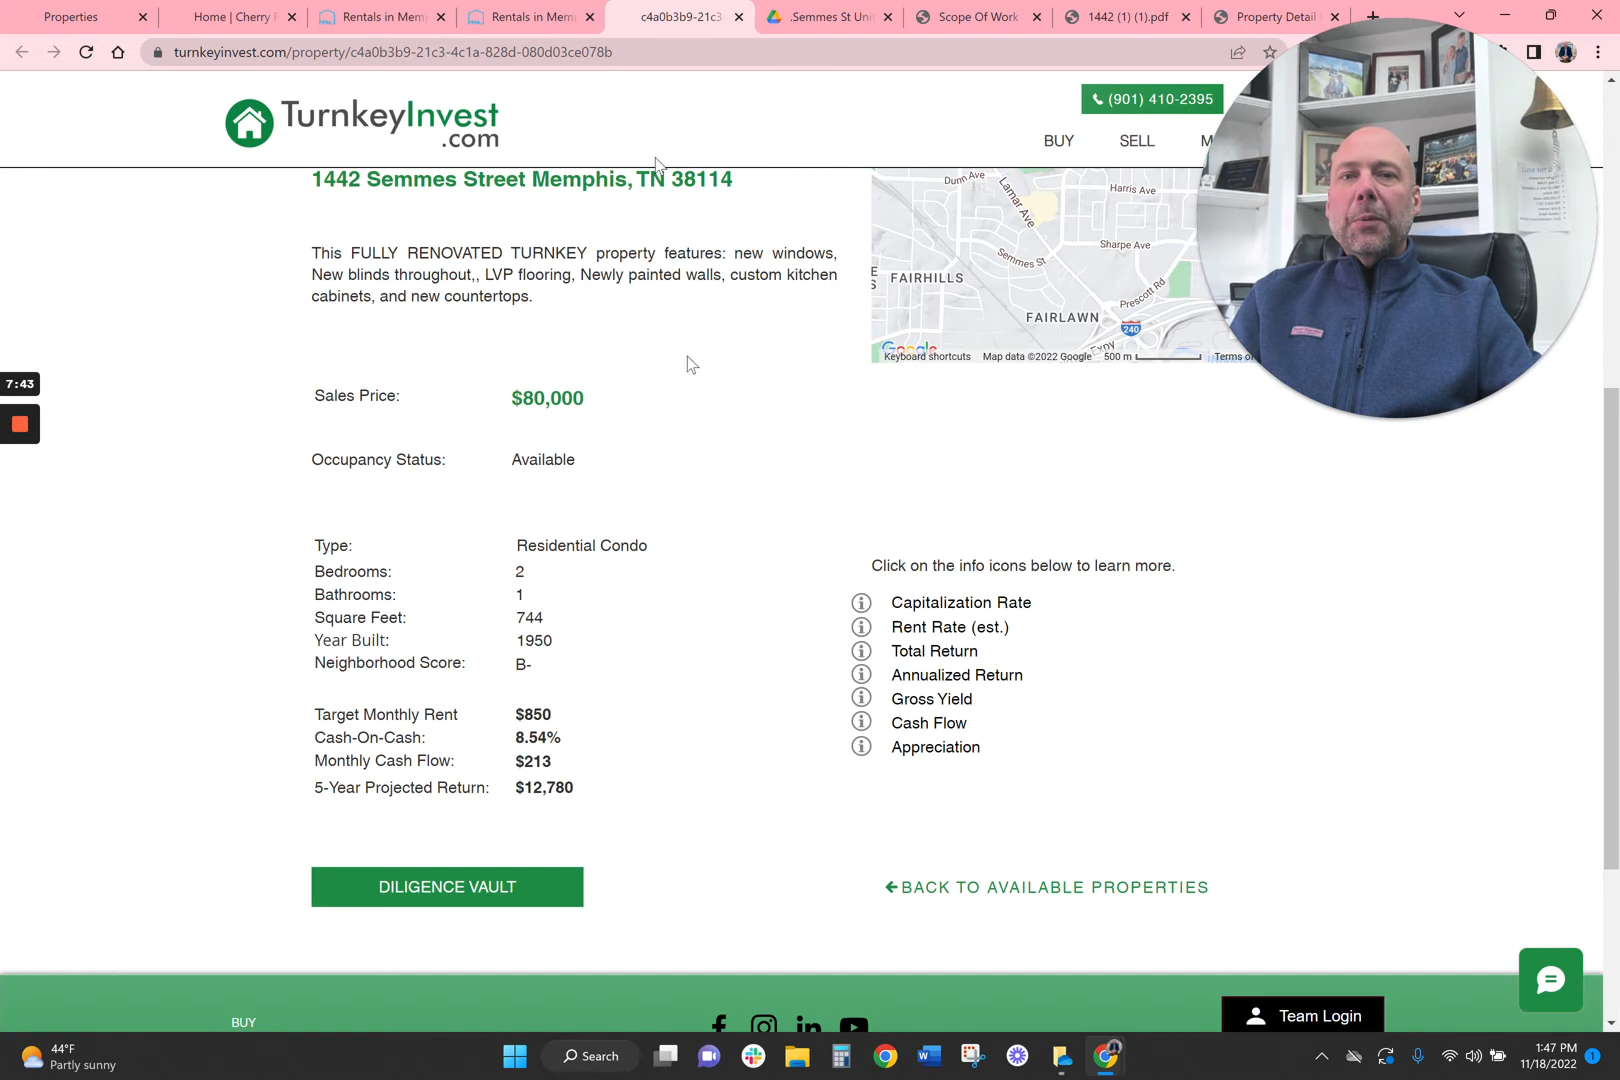 Properties
Home | Cherry
Rentals in Mem
Rentals in Mem
c4a0b3b9-21c3
.Semmes St Uni
Scope Of Work
1442 (1) (1).pdf
Property Detail
turnkeyinvest.com/property/c4a0b3b9-21c3-4c1a-828d-080d03ce078b
TurnkeyInvest
.com
(901) 410-2395
BUY SELL M
1442 Semmes Street Memphis, TN 38114
This FULLY RENOVATED TURNKEY property features: new windows,
New blinds throughout,, LVP flooring, Newly painted walls, custom kitchen
cabinets, and new countertops.
Dunn Ave
Lamar Ave
Harris Ave
Sharpe Ave
Semmes St
FAIRHILLS
Prescott Rd
FAIRLAWN
240
Expy
Google
Keyboard shortcuts Map data ©2022 Google 500 m Terms of
7:43
Sales Price: $80,000
Occupancy Status: Available
Type: Residential Condo
Bedrooms: 2
Bathrooms: 1
Square Feet: 744
Year Built: 1950
Neighborhood Score: B-
Target Monthly Rent $850
Cash-On-Cash: 8.54%
Monthly Cash Flow: $213
5-Year Projected Return: $12,780
Click on the info icons below to learn more.
Capitalization Rate
Rent Rate (est.)
Total Return
Annualized Return
Gross Yield
Cash Flow
Appreciation
DILIGENCE VAULT
BACK TO AVAILABLE PROPERTIES
BUY
Team Login
44°F
Partly sunny
Search
1:47 PM
11/18/2022
1